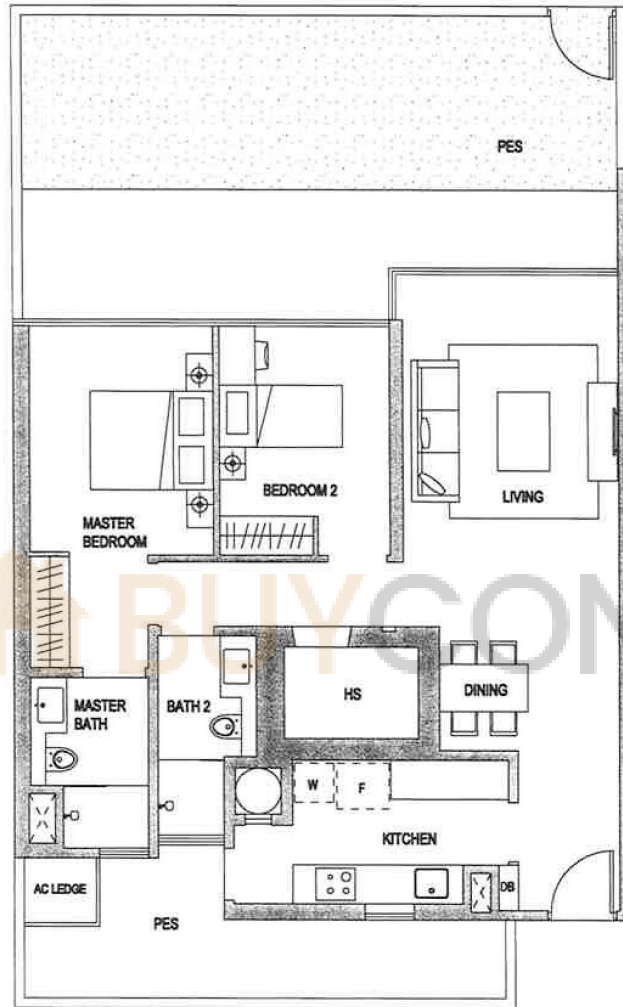 PES
LIVING
BEDROOM 2
MASTER
BEDROOM
BUYCON
MASTER
BATH
BATH 2
HS
DINING
W
F
KITCHEN
AC LEDGE
DB
PES